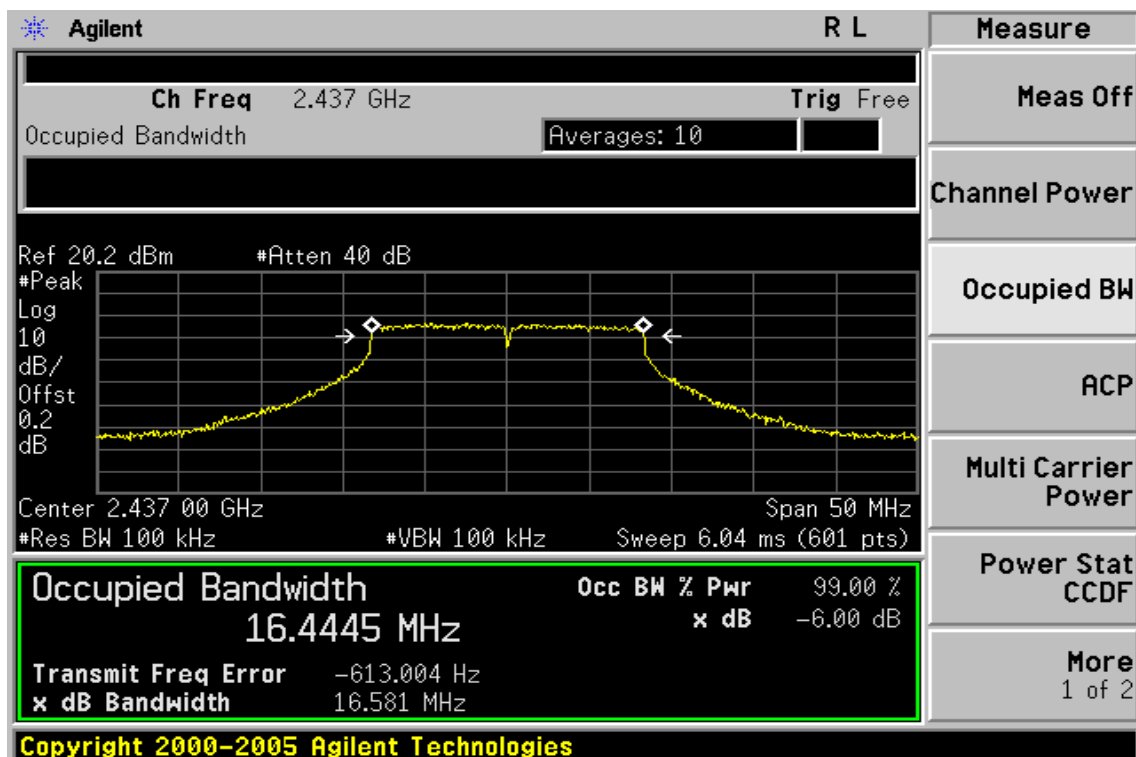 Agilent R L Measure
Ch Freq 2.437 GHz Trig Free
Meas Off
Occupied Bandwidth Averages: 10
Channel Power
Ref 20.2 dBm #Atten 40 dB
#Peak
Log
10
dB/
Offst
0.2
dB
Occupied BW
ACP
Center 2.437 00 GHz Span 50 MHz
#Res BW 100 kHz #VBW 100 kHz Sweep 6.04 ms (601 pts)
Multi Carrier
Power
Occupied Bandwidth Occ BW % Pwr 99.00 %
16.4445 MHz x dB -6.00 dB
Transmit Freq Error -613.004 Hz
x dB Bandwidth 16.581 MHz
Power Stat
CCDF
More
1 of 2
Copyright 2000-2005 Agilent Technologies